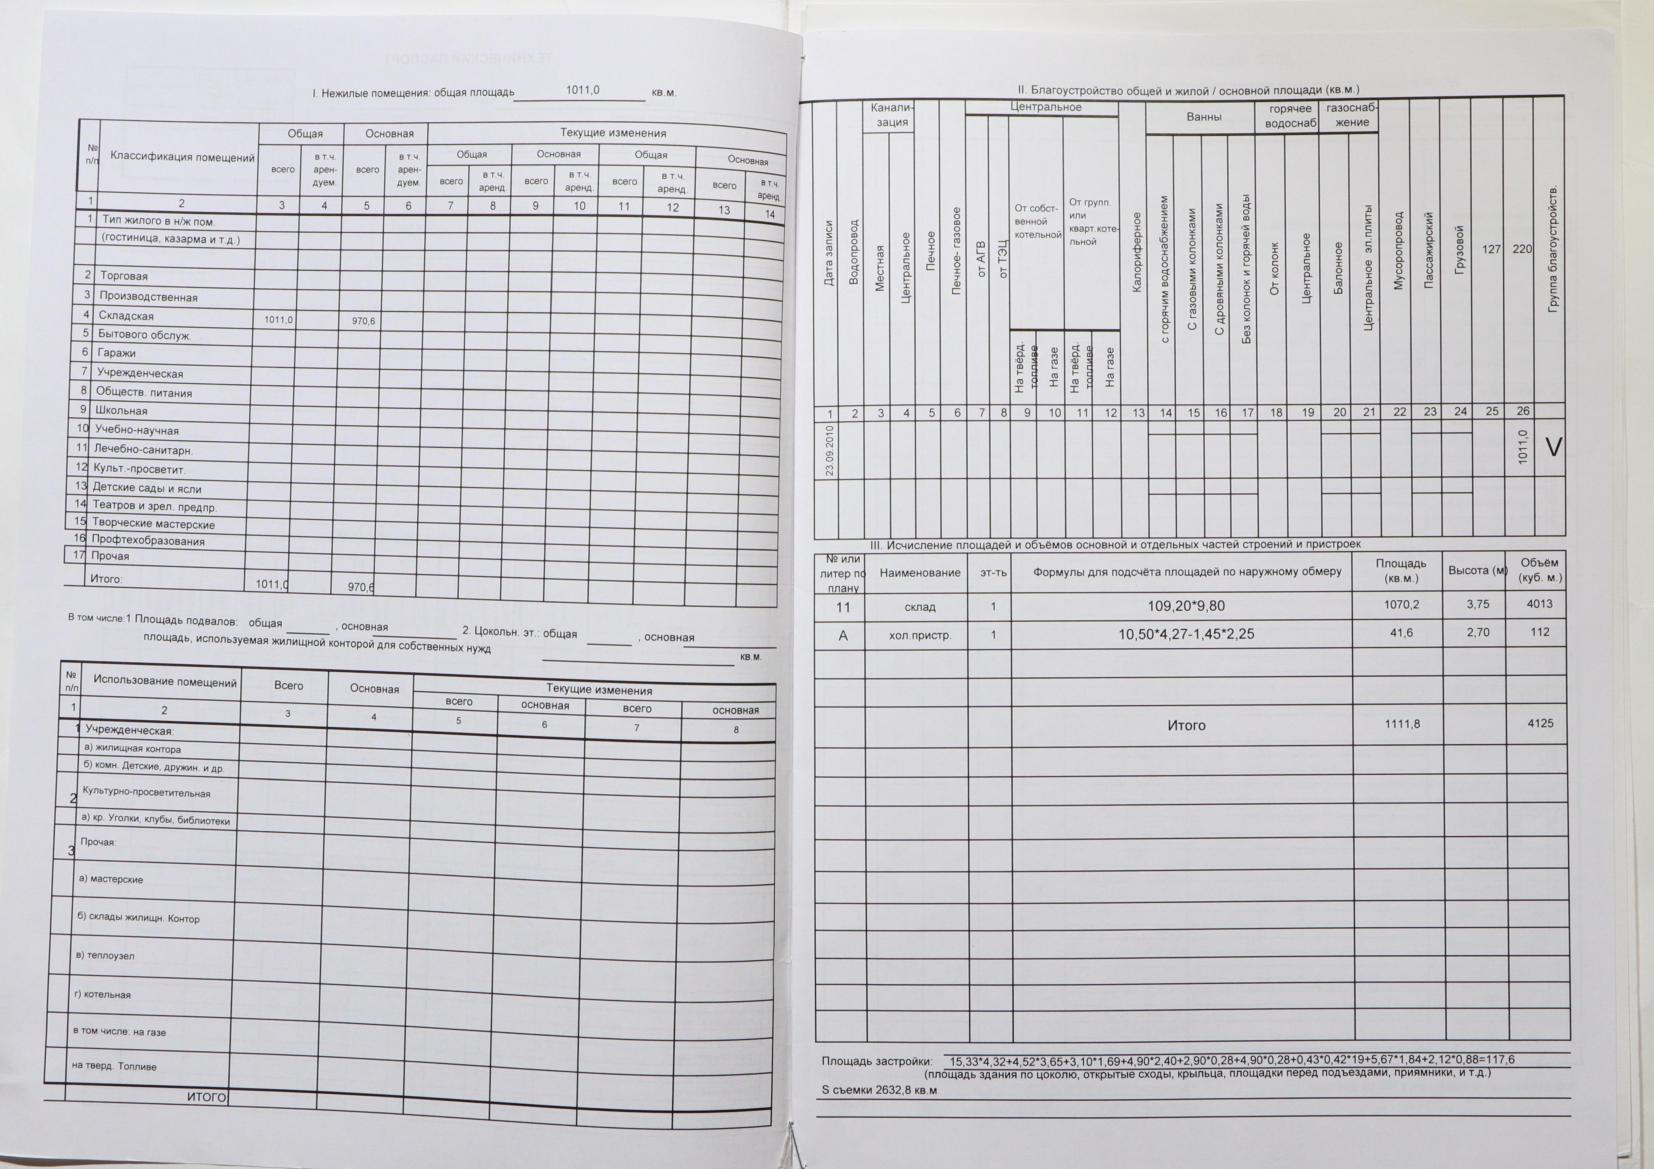 I. Нежилые помещения: общая площадь 1011,0 кв.м.
№ п/п Классификация помещений Общая Основная Текущие изменения
Общая Основная Общая Основная
всего в т.ч. арен- дуем. всего в т.ч. арен- дуем. всего в т.ч. аренд. всего в т.ч. аренд. всего в т.ч. аренд. всего в т.ч. аренд
1 2 3 4 5 6 7 8 9 10 11 12 13 14
1 Тип жилого в н/ж пом.
(гостиница, казарма и т.д.)
2 Торговая
3 Производственная
4 Складская 1011,0 970,6
5 Бытового обслуж.
6 Гаражи
7 Учрежденческая
8 Обществ. питания
9 Школьная
10 Учебно-научная
11 Лечебно-санитарн.
12 Культ.-просветит.
13 Детские сады и ясли
14 Театров и зрел. предпр.
15 Творческие мастерские
16 Профтехобразования
17 Прочая
Итого: 1011,0 970,6
В том числе:1 Площадь подвалов: общая , основная 2. Цокольн. эт.: общая , основная
площадь, используемая жилищной конторой для собственных нужд кв.м.
№ п/п Использование помещений Всего Основная Текущие изменения
всего основная всего основная
1 2 3 4 5 6 7 8
1 Учрежденческая:
а) жилищная контора
б) комн. Детские, дружин. и др.
2 Культурно-просветительная
а) кр. Уголки, клубы, библиотеки
3 Прочая:
а) мастерские
б) склады жилищн. Контор
в) теплоузел
г) котельная
в том числе: на газе
на тверд. Топливе
ИТОГО
II. Благоустройство общей и жилой / основной площади (кв.м.)
Канали- зация Центральное Ванны горячее водоснаб газоснаб- жение
Дата записи Водопровод Местная Центральное Печное Печное- газовое от АГВ от ТЭЦ От собст- венной котельной От групп. или кварт.коте- льной Калориферное с горячим водоснабжением С газовыми колонками С дровяными колонками Без колонок и горячей воды От колонк Центральное Балонное Центральное эл.плиты Мусоропровод Пассажирский Грузовой 127 220 Группа благоустройств.
На твёрд. топливе На газе На твёрд. топливе На газе
1 2 3 4 5 6 7 8 9 10 11 12 13 14 15 16 17 18 19 20 21 22 23 24 25 26
23.09.2010 1011,0 V
III. Исчисление площадей и объёмов основной и отдельных частей строений и пристроек
№ или литер по плану Наименование эт-ть Формулы для подсчёта площадей по наружному обмеру Площадь (кв.м.) Высота (м) Объём (куб. м.)
11 склад 1 109,20*9,80 1070,2 3,75 4013
А хол.пристр. 1 10,50*4,27-1,45*2,25 41,6 2,70 112
Итого 1111,8 4125
Площадь застройки: 15,33*4,32+4,52*3,65+3,10*1,69+4,90*2,40+2,90*0,28+4,90*0,28+0,43*0,42*19+5,67*1,84+2,12*0,88=117,6
(площадь здания по цоколю, открытые сходы, крыльца, площадки перед подъездами, приямники, и т.д.)
S съемки 2632,8 кв.м